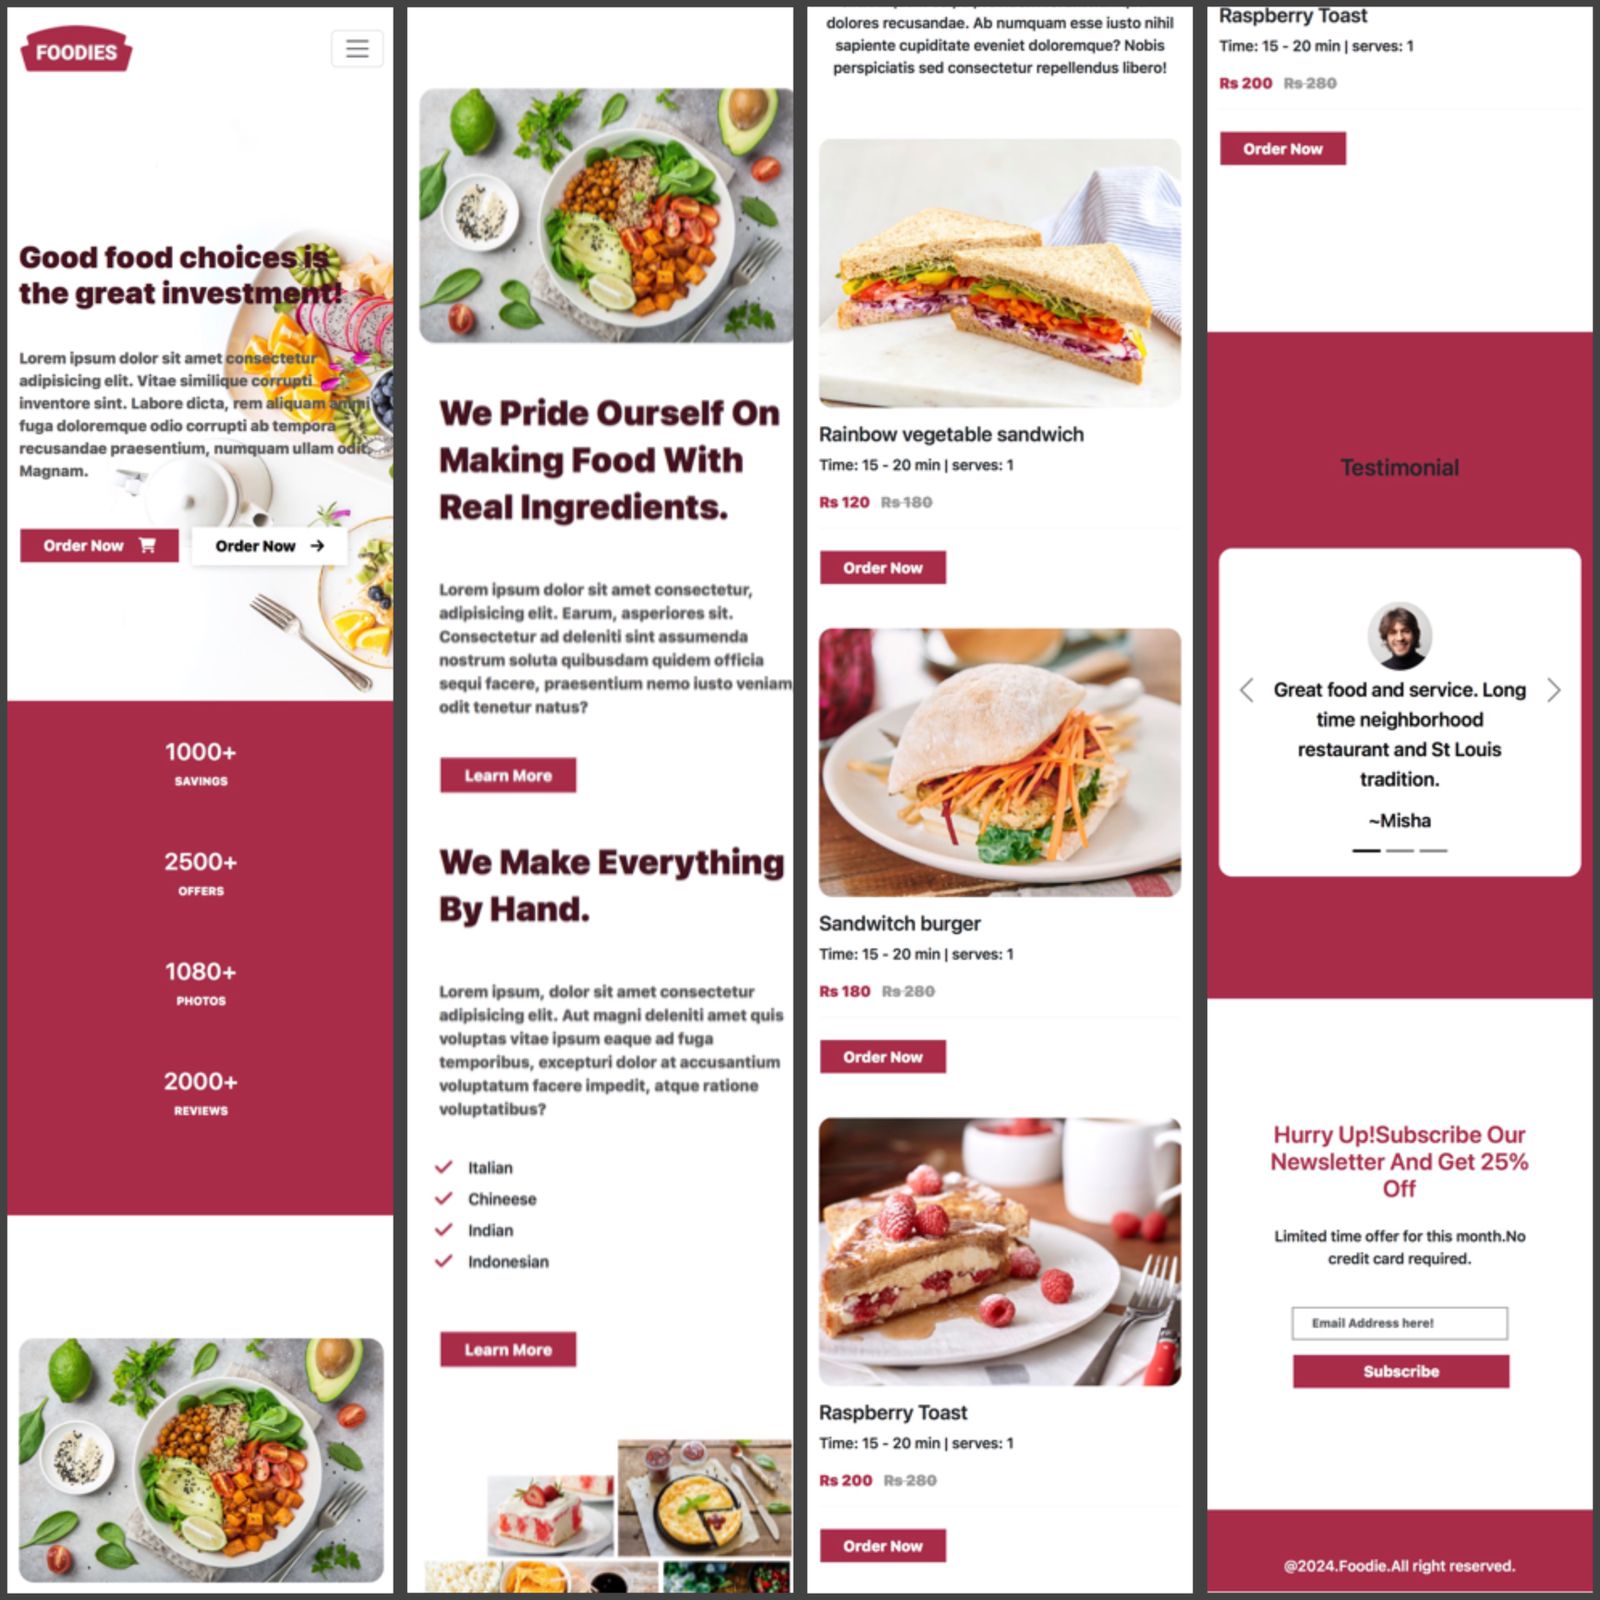 FOODIES
Good food choices is
the great investment!
Lorem ipsum dolor sit amet consectetur
adipisicing elit. Vitae similique corrupti
inventore sint. Labore dicta, rem aliquam animi
fuga doloremque odio corrupti ab tempora
recusandae praesentium, numquam ullam odit.
Magnam.
Order Now
Order Now
1000+
SAVINGS
2500+
OFFERS
1080+
PHOTOS
2000+
REVIEWS
We Pride Ourself On
Making Food With
Real Ingredients.
Lorem ipsum dolor sit amet consectetur,
adipisicing elit. Earum, asperiores sit.
Consectetur ad deleniti sint assumenda
nostrum soluta quibusdam quidem officia
sequi facere, praesentium nemo iusto veniam
odit tenetur natus?
Learn More
We Make Everything
By Hand.
Lorem ipsum, dolor sit amet consectetur
adipisicing elit. Aut magni deleniti amet quis
voluptas vitae ipsum eaque ad fuga
temporibus, excepturi dolor at accusantium
voluptatum facere impedit, atque ratione
voluptatibus?
Italian
Chineese
Indian
Indonesian
Learn More
dolores recusandae. Ab numquam esse iusto nihil
sapiente cupiditate eveniet doloremque? Nobis
perspiciatis sed consectetur repellendus libero!
Rainbow vegetable sandwich
Time: 15 - 20 min | serves: 1
Rs 120 Rs 180
Order Now
Sandwitch burger
Time: 15 - 20 min | serves: 1
Rs 180 Rs 280
Order Now
Raspberry Toast
Time: 15 - 20 min | serves: 1
Rs 200 Rs 280
Order Now
Raspberry Toast
Time: 15 - 20 min | serves: 1
Rs 200 Rs 280
Order Now
Testimonial
Great food and service. Long
time neighborhood
restaurant and St Louis
tradition.
~Misha
Hurry Up!Subscribe Our
Newsletter And Get 25%
Off
Limited time offer for this month.No
credit card required.
Email Address here!
Subscribe
@2024.Foodie.All right reserved.